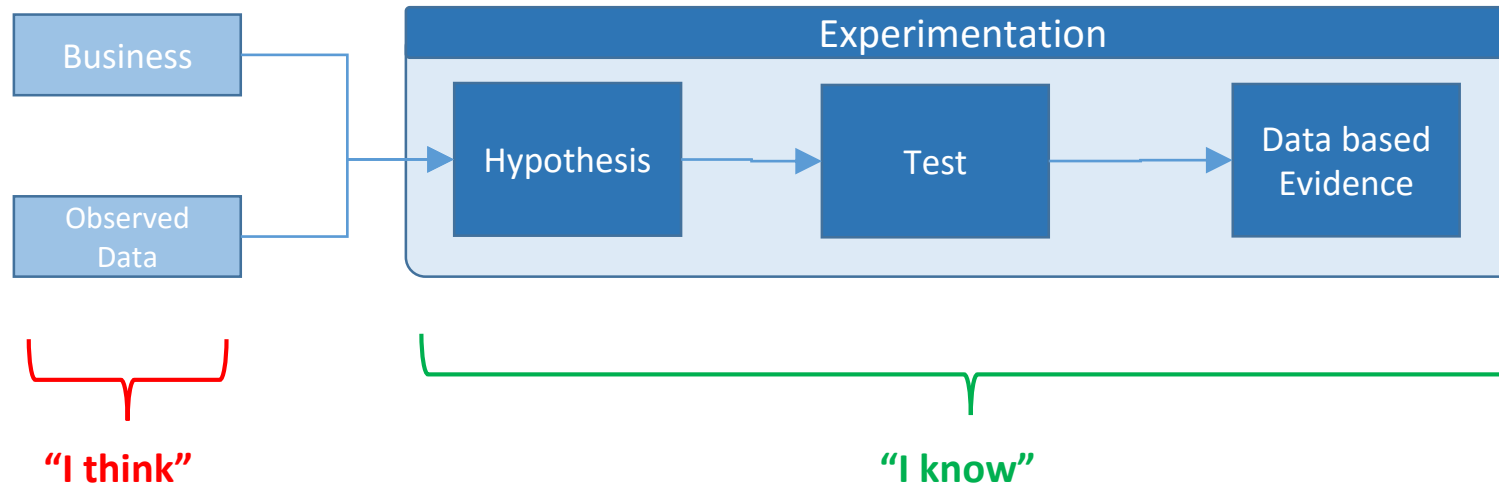 Business
Observed
Data
Experimentation
Hypothesis
Test
Data based
Evidence
“I think”
“I know”